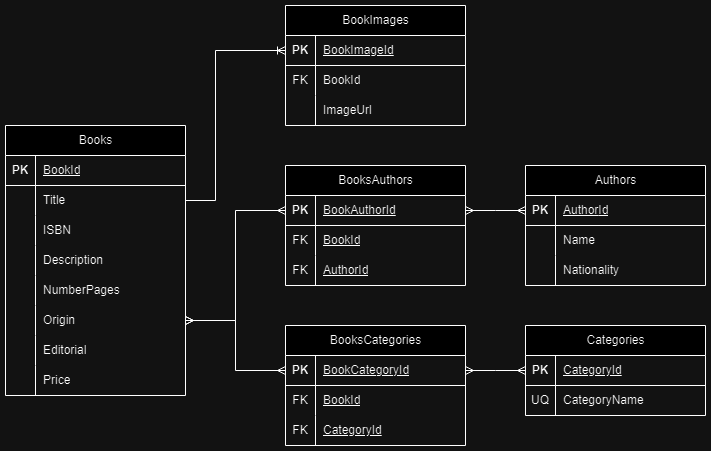 BookImages
PK BookImageId
FK BookId
ImageUrl
Books
PK BookId
Title
ISBN
Description
NumberPages
Origin
Editorial
Price
BooksAuthors
PK BookAuthorId
FK BookId
FK AuthorId
Authors
PK AuthorId
Name
Nationality
BooksCategories
PK BookCategoryId
FK BookId
FK CategoryId
Categories
PK CategoryId
UQ CategoryName